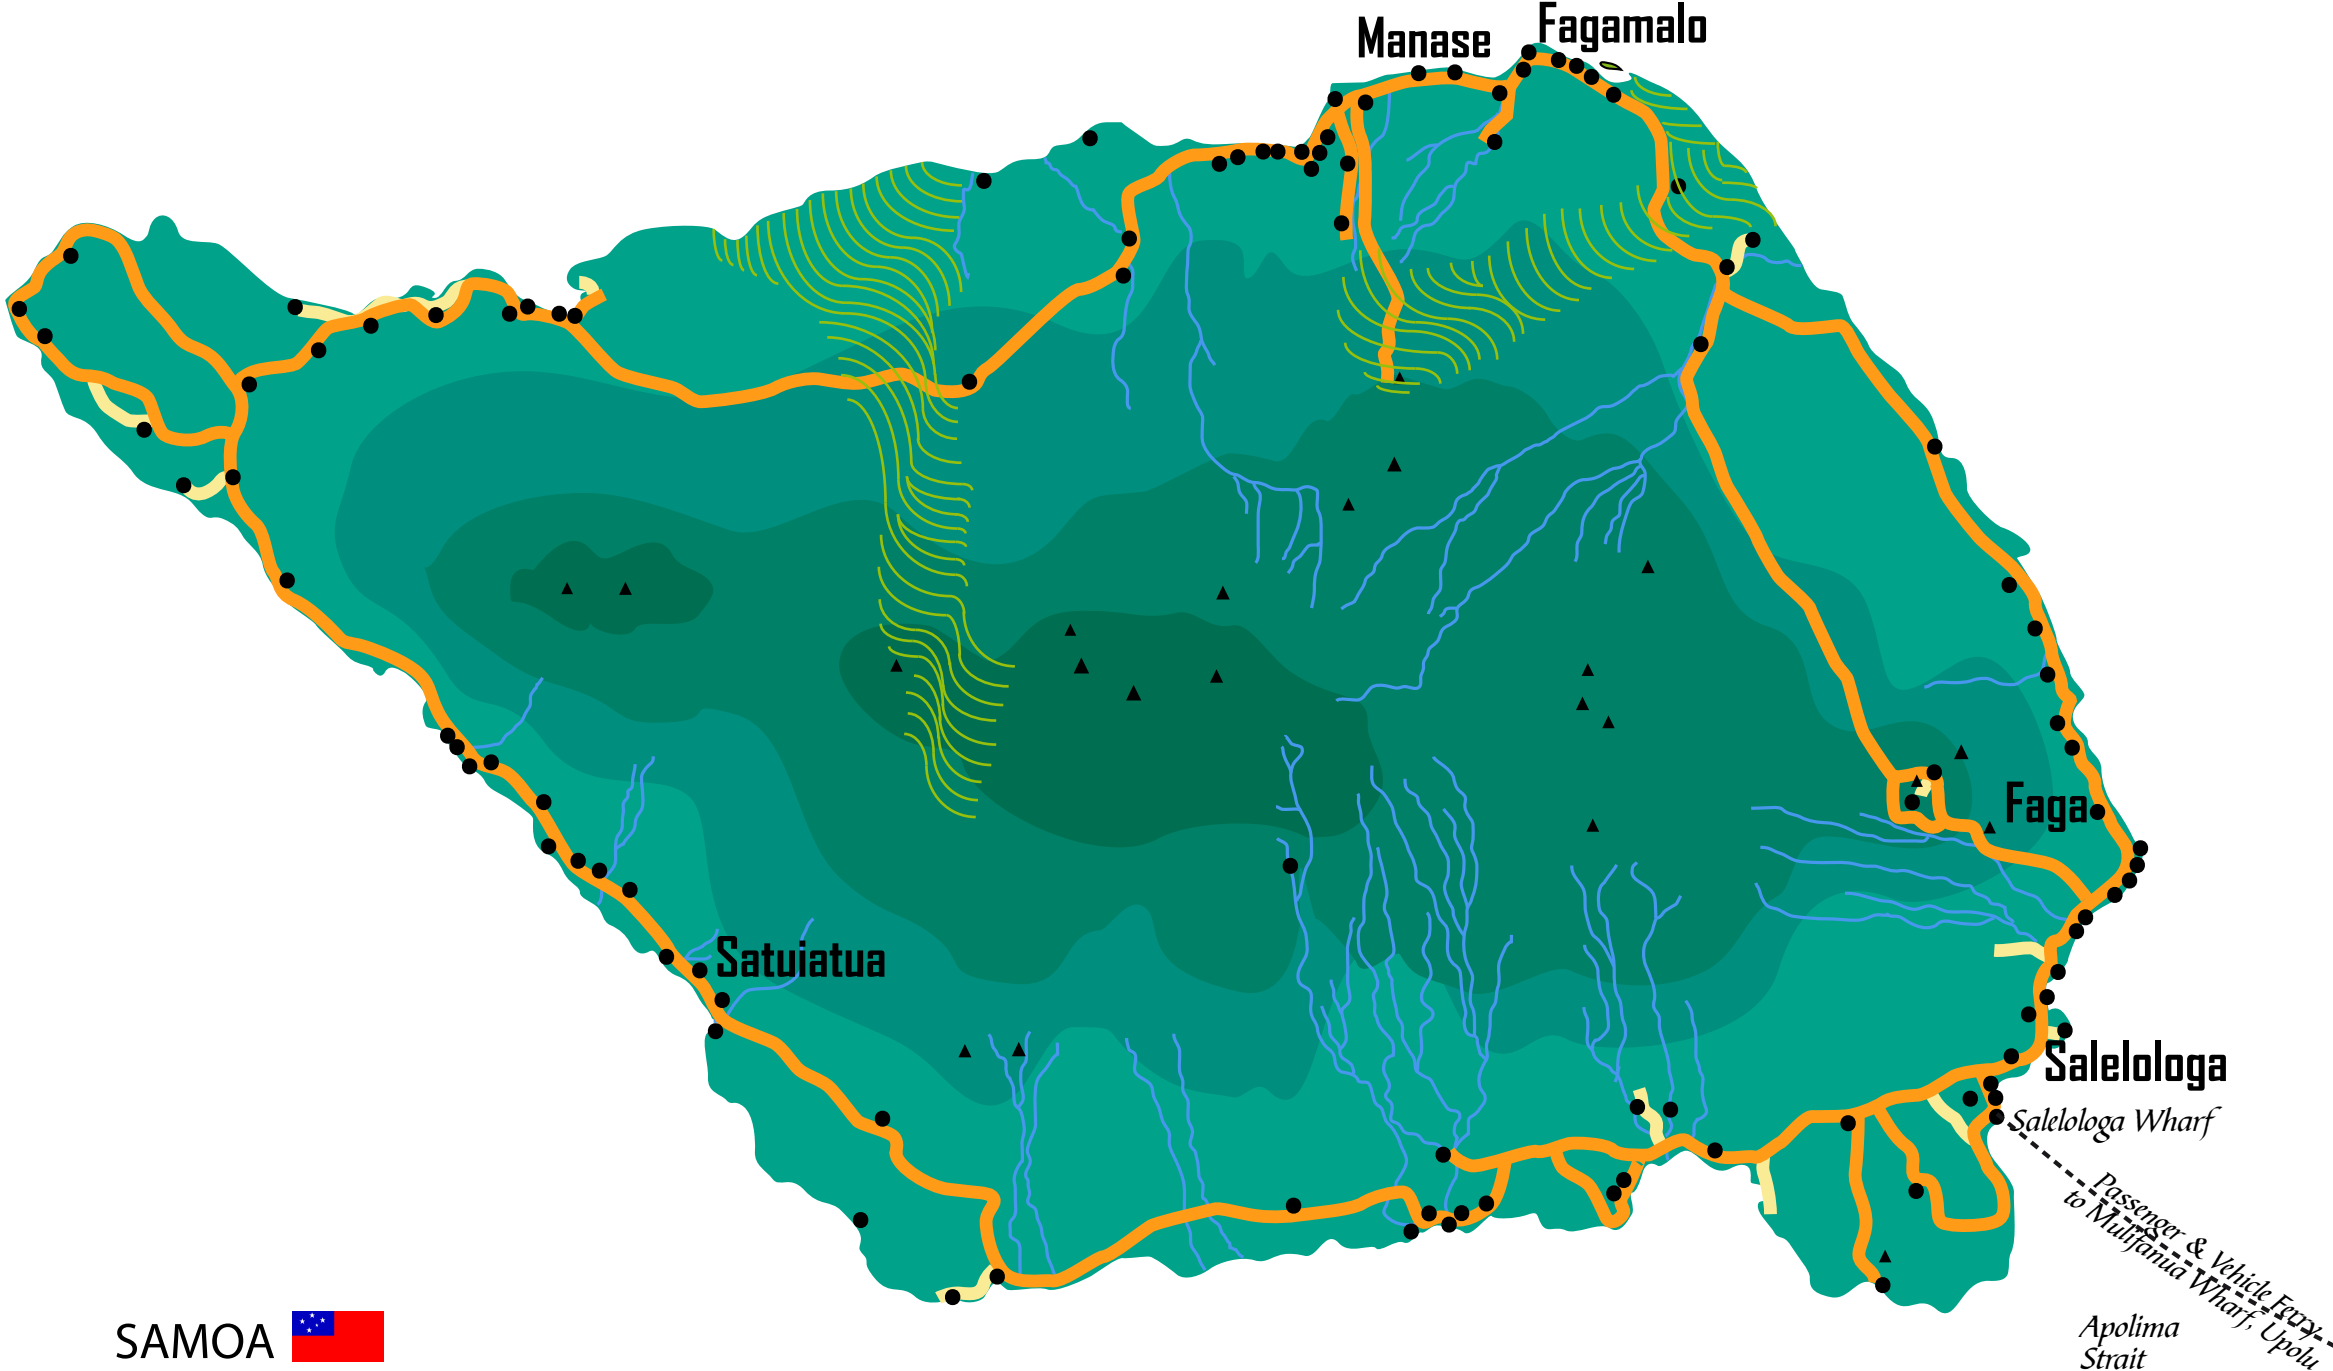 Manase
Fagamalo
Faga
Satuiatua
Salelologa
Salelologa Wharf
Passenger & Vehicle Ferry
to Mulifanua Wharf, Upolu
Apolima
Strait
SAMOA